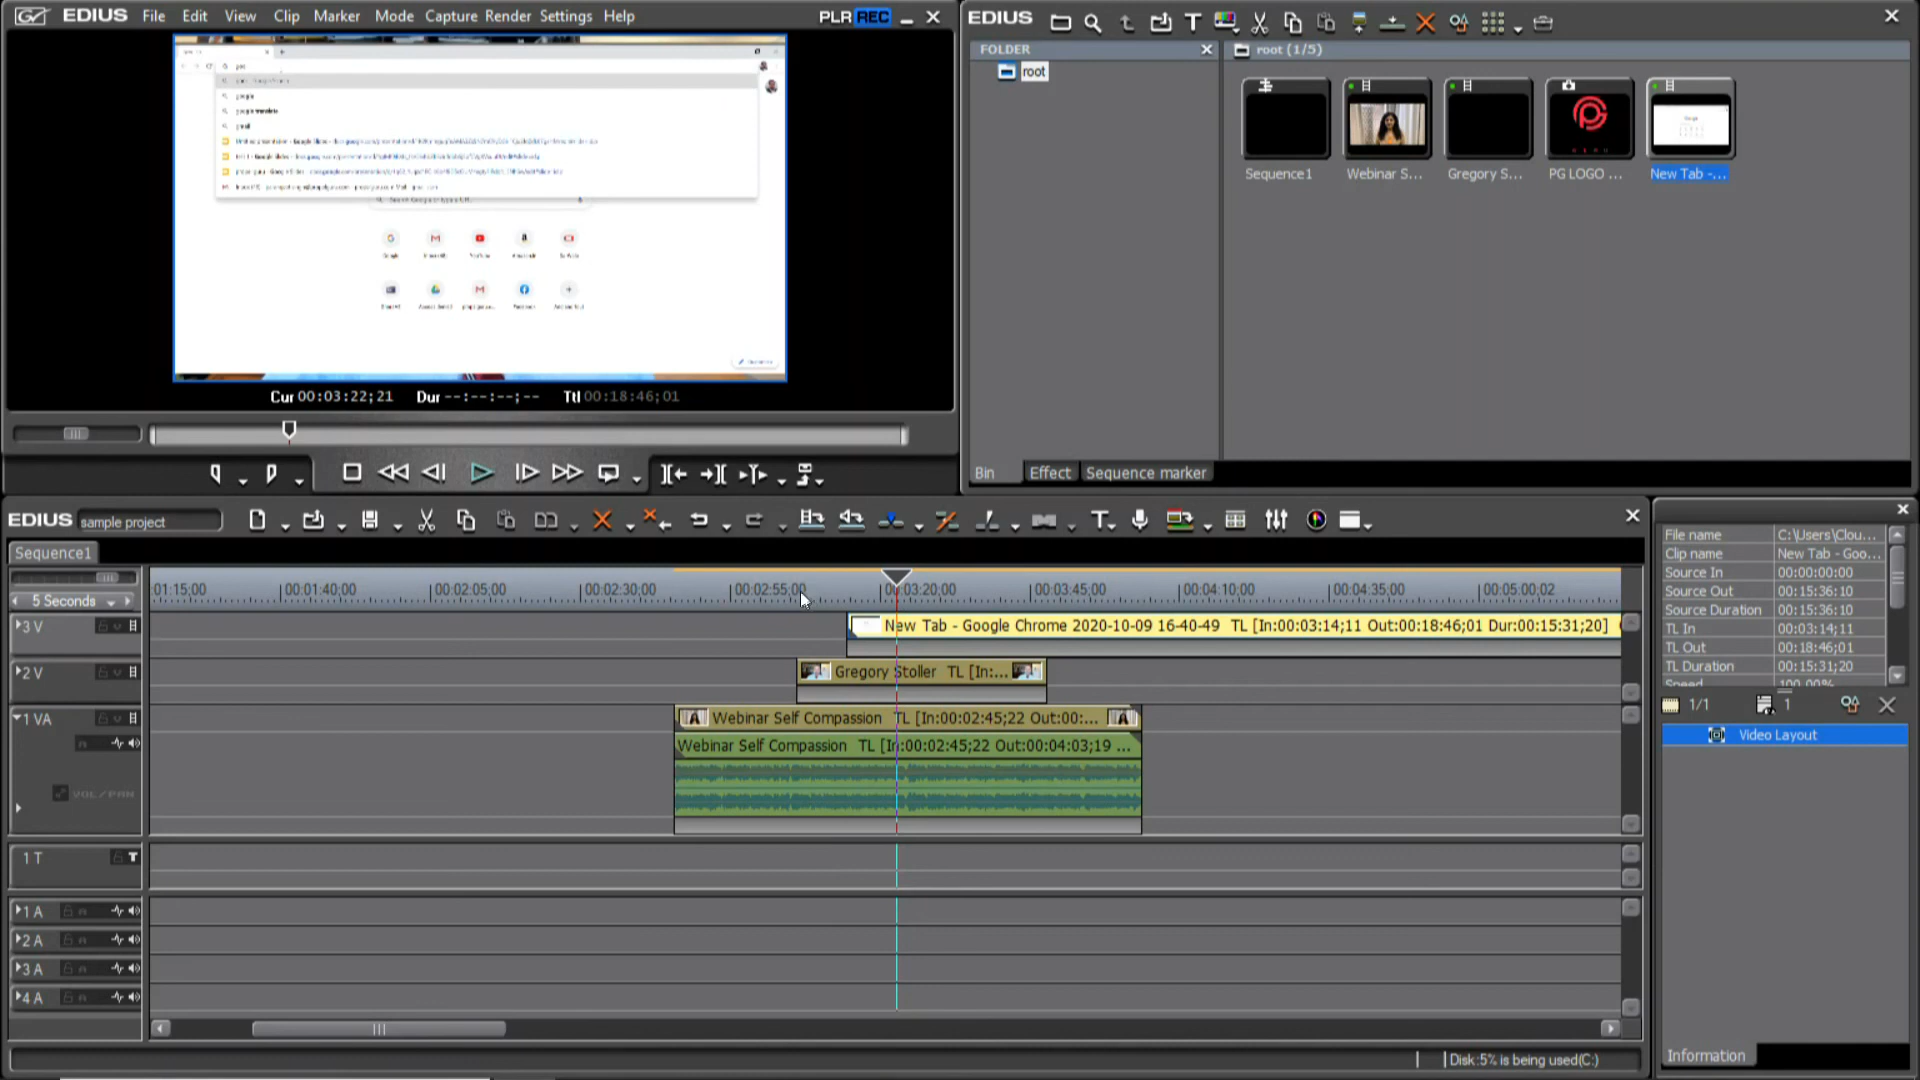 EDIUS File Edit View Clip Marker Mode Capture Render Settings Help PLR REC
google
google translate
gmail
Google
YouTube
Facebook
Cur 00:03:22;21 Dur --:--:--;-- Ttl 00:18:46;01
EDIUS
FOLDER
root
root (1/5)
Sequence1
Webinar S...
Gregory S...
PG LOGO ...
New Tab -...
Bin Effect Sequence marker
EDIUS sample project
Sequence1
5 Seconds
:01:15;00 00:01:40;00 00:02:05;00 00:02:30;00 00:02:55;00 00:03:20;00 00:03:45;00 00:04:10;00 00:04:35;00 00:05:00;02
3 V
New Tab - Google Chrome 2020-10-09 16-40-49 TL [In:00:03:14;11 Out:00:18:46;01 Dur:00:15:31;20]
2 V
Gregory Stoller TL [In:...
1 VA
Webinar Self Compassion TL [In:00:02:45;22 Out:00:...
Webinar Self Compassion TL [In:00:02:45;22 Out:00:04:03;19 ...
VOL/PAN
1 T T
1 A
2 A
3 A
4 A
Disk:5% is being used(C:)
File name C:\Users\Clou...
Clip name New Tab - Goo...
Source In 00:00:00:00
Source Out 00:15:36:10
Source Duration 00:15:36:10
TL In 00:03:14;11
TL Out 00:18:46;01
TL Duration 00:15:31;20
Speed 100.00%
1/1 1
Video Layout
Information